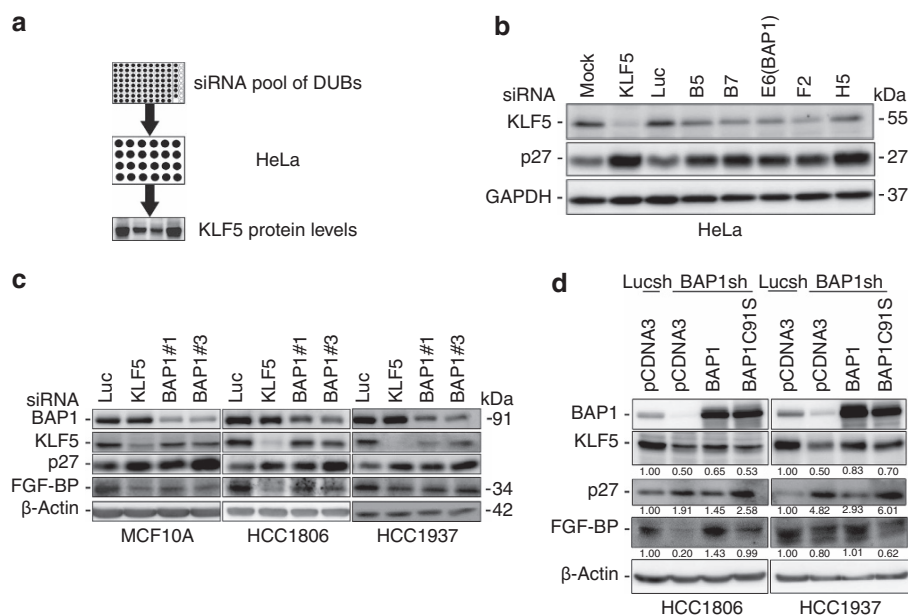 a
siRNA pool of DUBs
HeLa
KLF5 protein levels
b
siRNA Mock KLF5 Luc B5 B7 E6(BAP1) F2 H5 kDa
KLF5 - -55
p27 - -27
GAPDH - -37
HeLa
c
siRNA Luc KLF5 BAP1#1 BAP1#3 Luc KLF5 BAP1#1 BAP1#3 Luc KLF5 BAP1#1 BAP1#3 kDa
BAP1 - -91
KLF5 -
p27 -
FGF-BP - -34
β-Actin - -42
MCF10A HCC1806 HCC1937
d
Lucsh BAP1sh Lucsh BAP1sh
pCDNA3 pCDNA3 BAP1 BAP1C91S pCDNA3 pCDNA3 BAP1 BAP1C91S
BAP1 -
KLF5 -
1.00 0.50 0.65 0.53 1.00 0.50 0.83 0.70
p27 -
1.00 1.91 1.45 2.58 1.00 4.82 2.93 6.01
FGF-BP -
1.00 0.20 1.43 0.99 1.00 0.80 1.01 0.62
β-Actin -
HCC1806 HCC1937